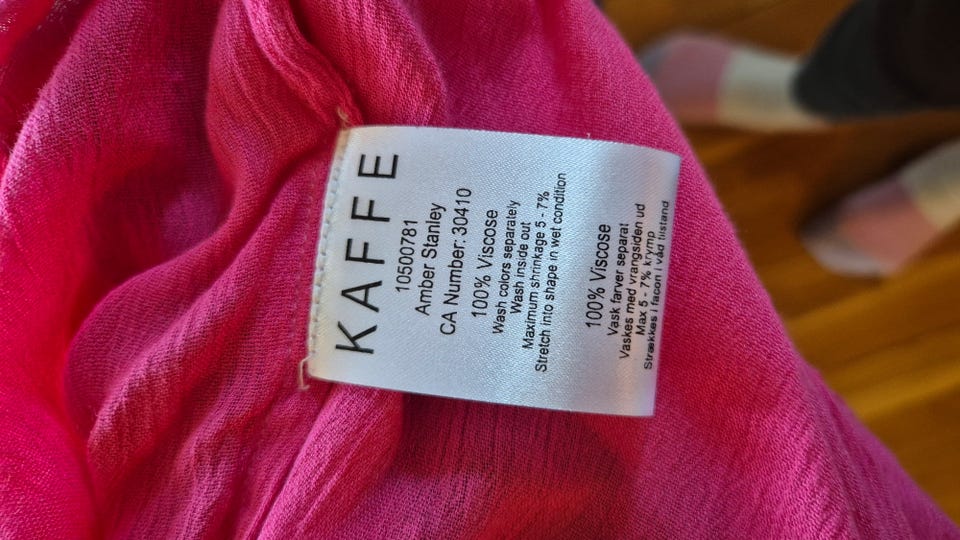 KAFFE
10500781
Amber Stanley
CA Number: 30410
100% Viscose
Wash colors separately
Wash inside out
Maximum shrinkage 5 - 7%
Stretch into shape in wet condition
100% Viscose
Vask farver separat
Vaskes med vrangsiden ud
Max 5 - 7% krymp
Strækkes i facon i våd tilstand